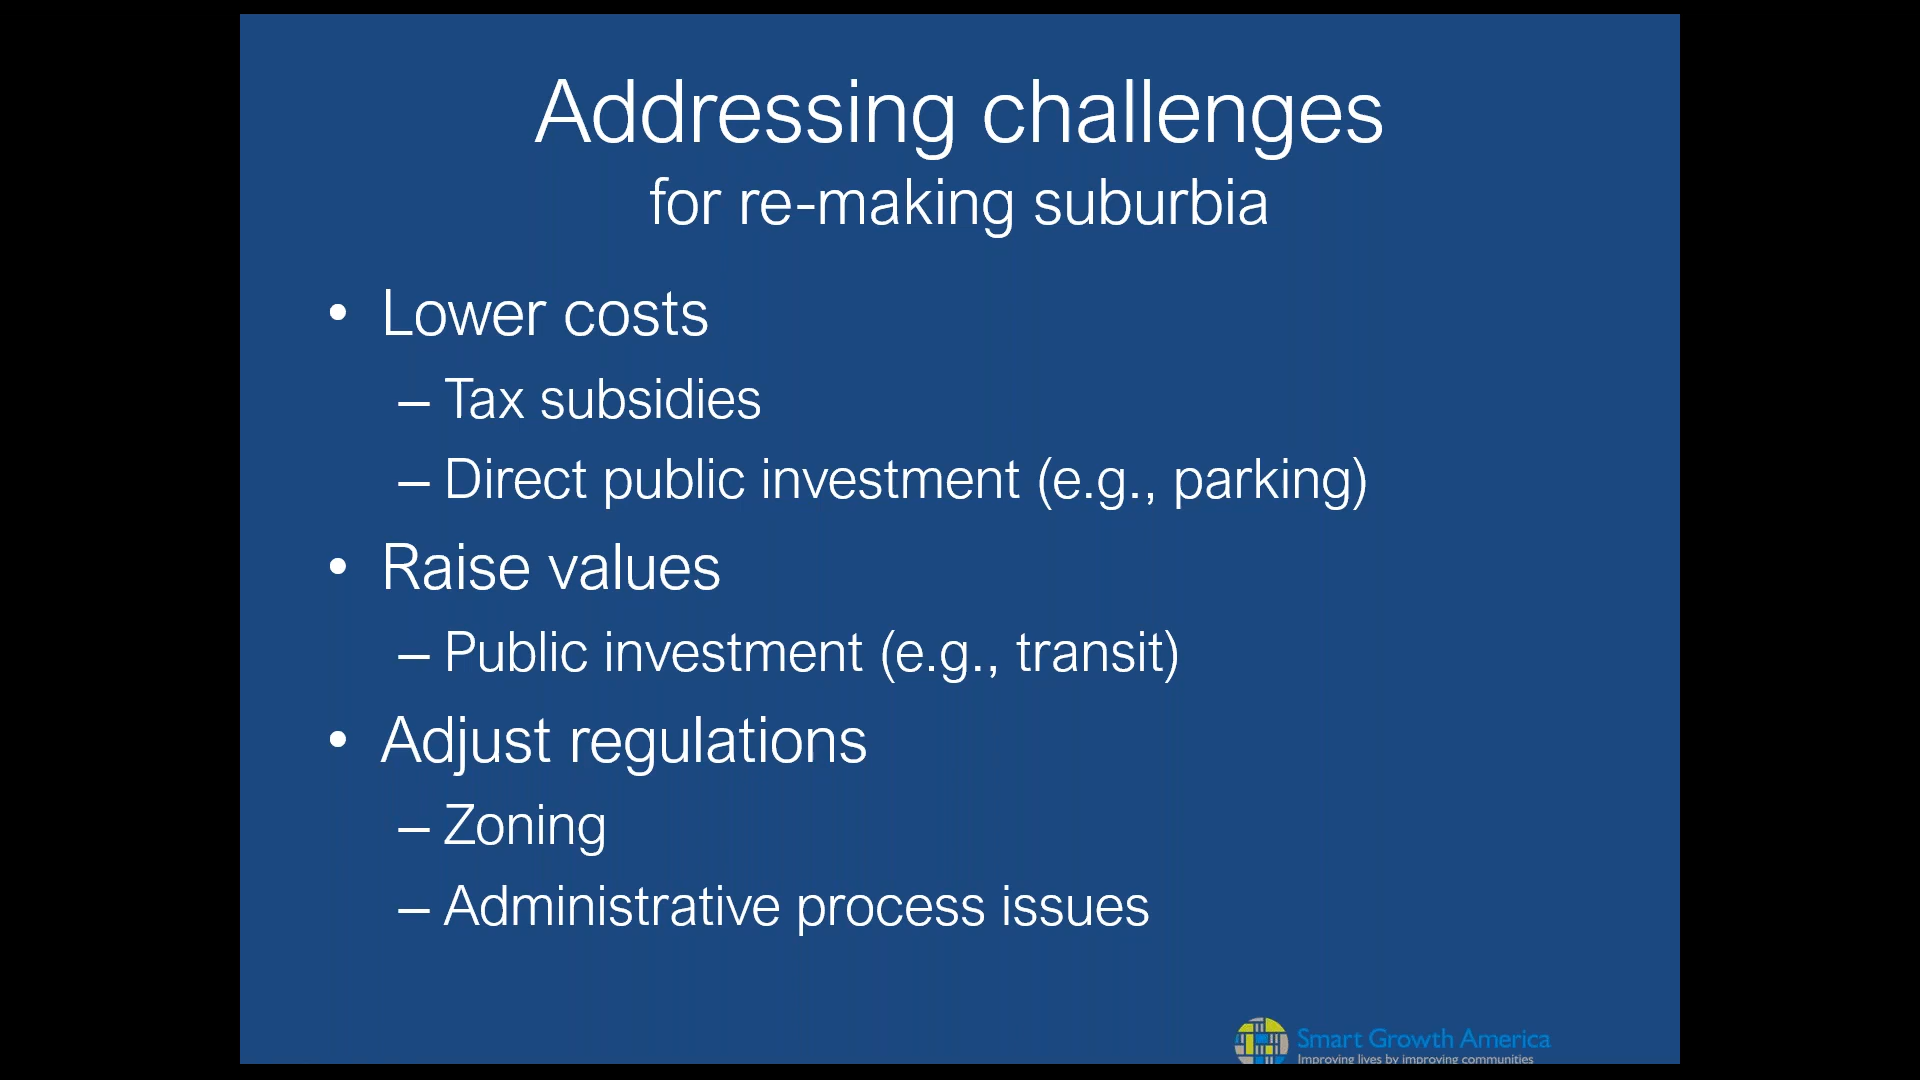 Addressing challenges
for re-making suburbia
• Lower costs
– Tax subsidies
– Direct public investment (e.g., parking)
• Raise values
– Public investment (e.g., transit)
• Adjust regulations
– Zoning
– Administrative process issues
Smart Growth America
Improving lives by improving communities